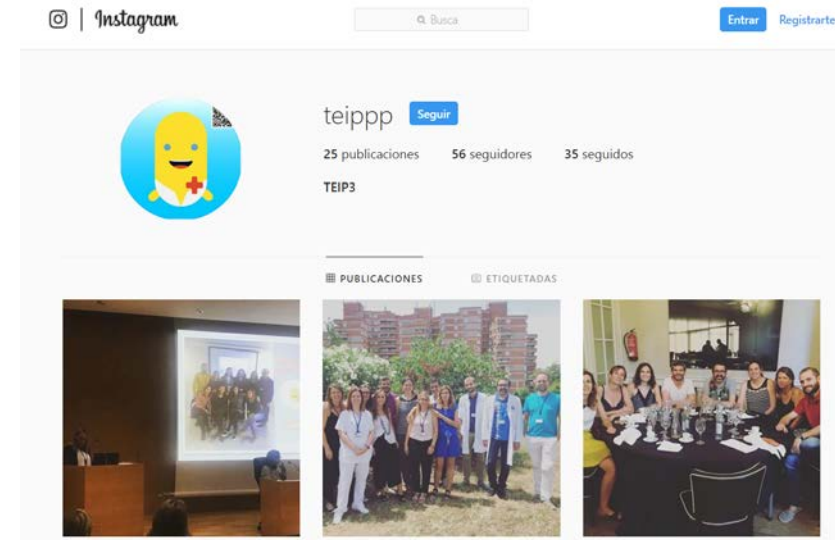 Instagram
Busca
Entrar
Registrarte
teippp
Seguir
25 publicaciones 56 seguidores 35 seguidos
TEIP3
PUBLICACIONES ETIQUETADAS